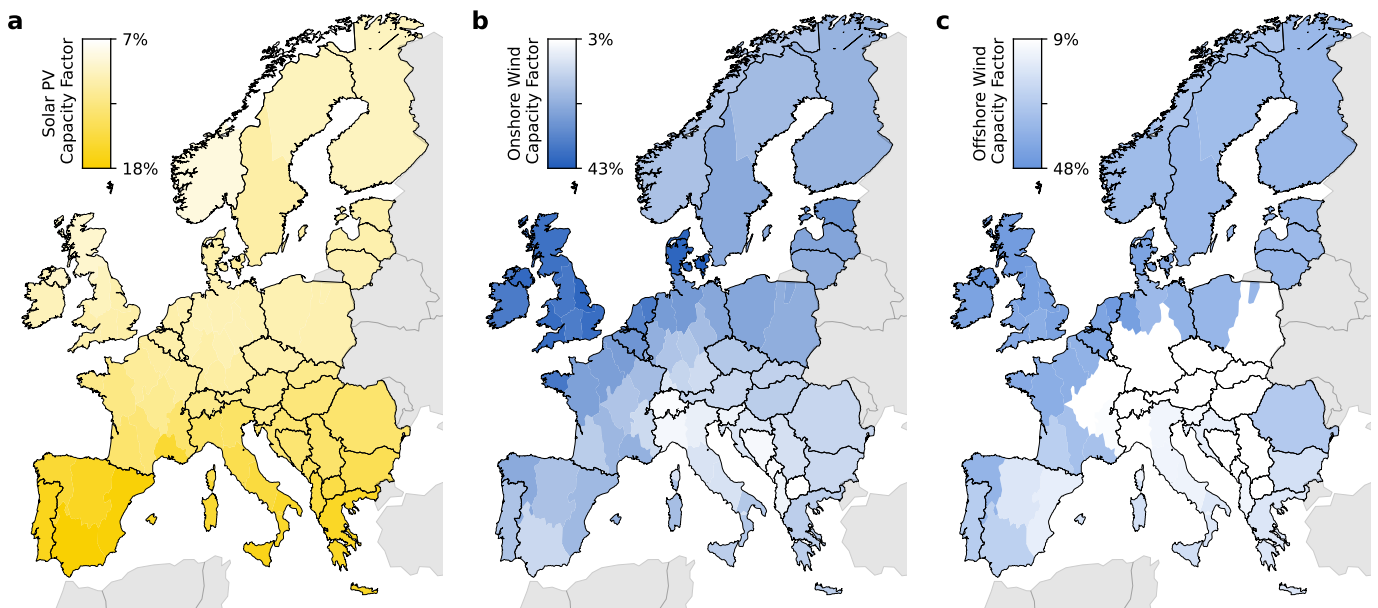 a
7%
Solar PV
Capacity Factor
18%
b
3%
Onshore Wind
Capacity Factor
43%
c
9%
Offshore Wind
Capacity Factor
48%